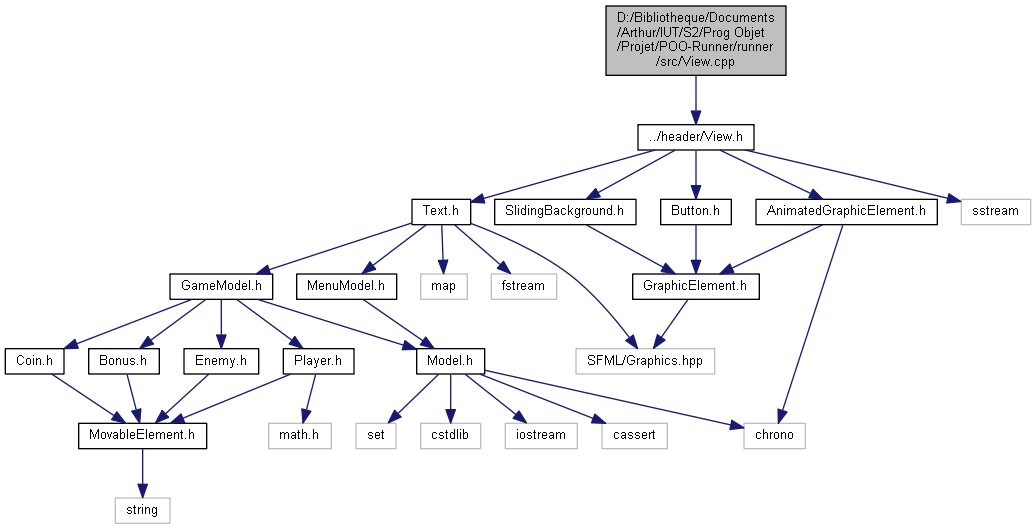 D:/Bibliotheque/Documents
/Arthur/IUT/S2/Prog Objet
/Projet/POO-Runner/runner
/src/View.cpp
../header/View.h
Text.h
SlidingBackground.h
Button.h
AnimatedGraphicElement.h
sstream
GameModel.h
MenuModel.h
map
fstream
GraphicElement.h
Coin.h
Bonus.h
Enemy.h
Player.h
Model.h
SFML/Graphics.hpp
MovableElement.h
math.h
set
cstdlib
iostream
cassert
chrono
string